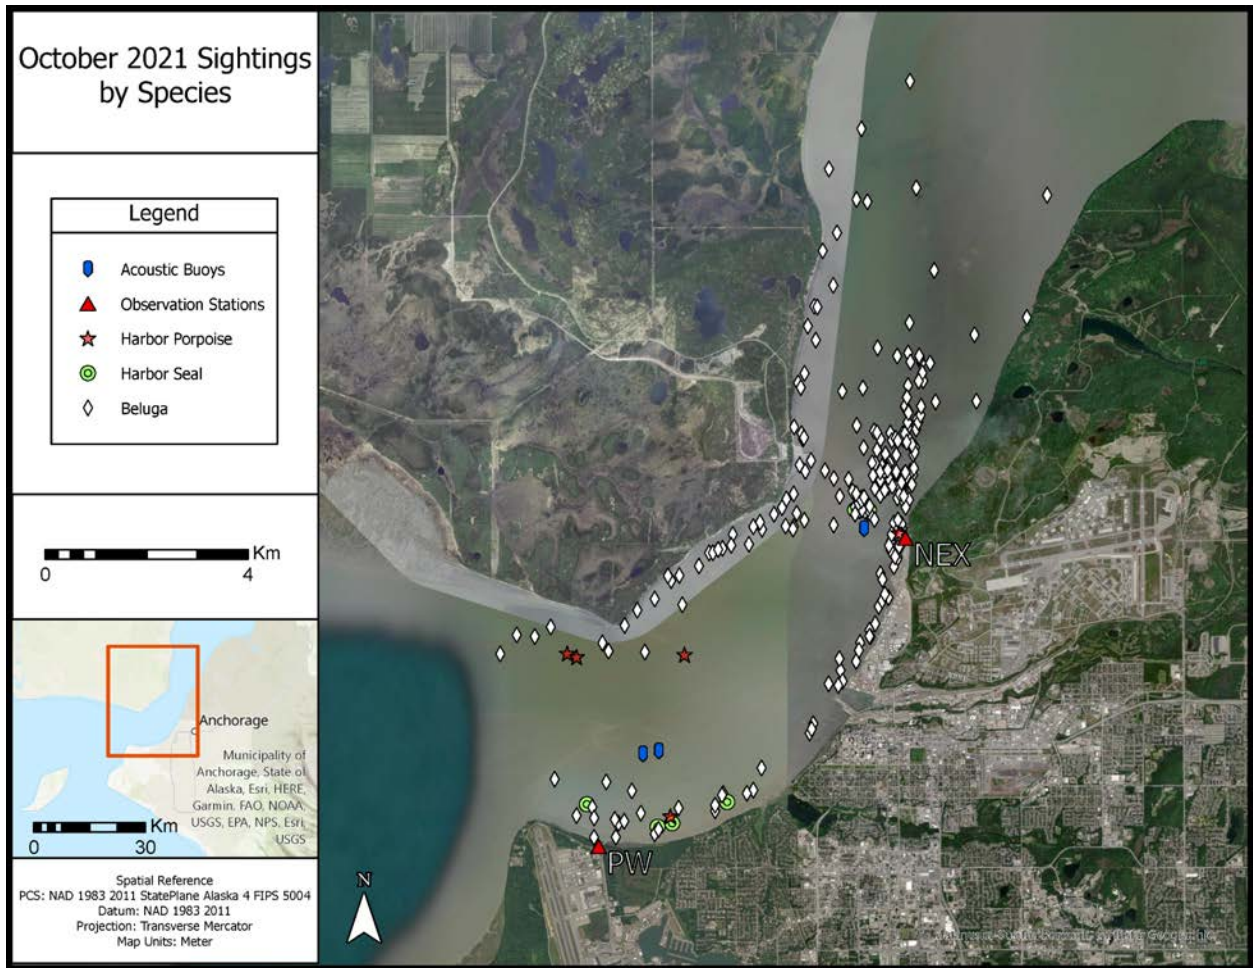 October 2021 Sightings
by Species
Legend
Acoustic Buoys
Observation Stations
Harbor Porpoise
Harbor Seal
Beluga
Km
0 4
Anchorage
Municipality of
Anchorage, State of
Alaska, Esri, HERE,
Garmin, FAO, NOAA,
USGS, EPA, NPS, Esri,
USGS
Km
0 30
Spatial Reference
PCS: NAD 1983 2011 StatePlane Alaska 4 FIPS 5004
Datum: NAD 1983 2011
Projection: Transverse Mercator
Map Units: Meter
NEX
PW
N